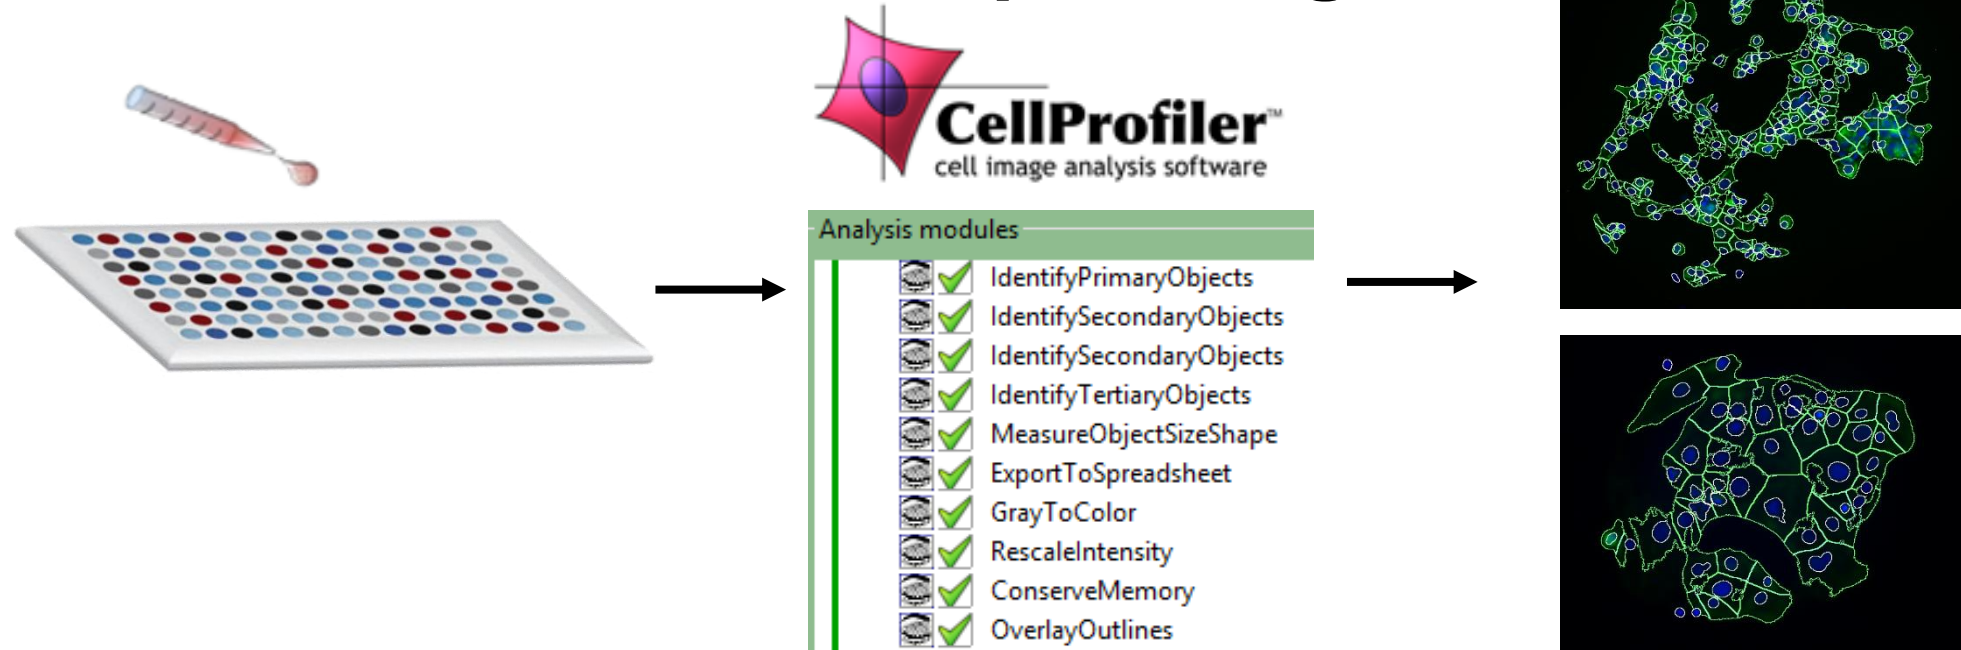 CellProfiler™
cell image analysis software
Analysis modules
IdentifyPrimaryObjects
IdentifySecondaryObjects
IdentifySecondaryObjects
IdentifyTertiaryObjects
MeasureObjectSizeShape
ExportToSpreadsheet
GrayToColor
RescaleIntensity
ConserveMemory
OverlayOutlines